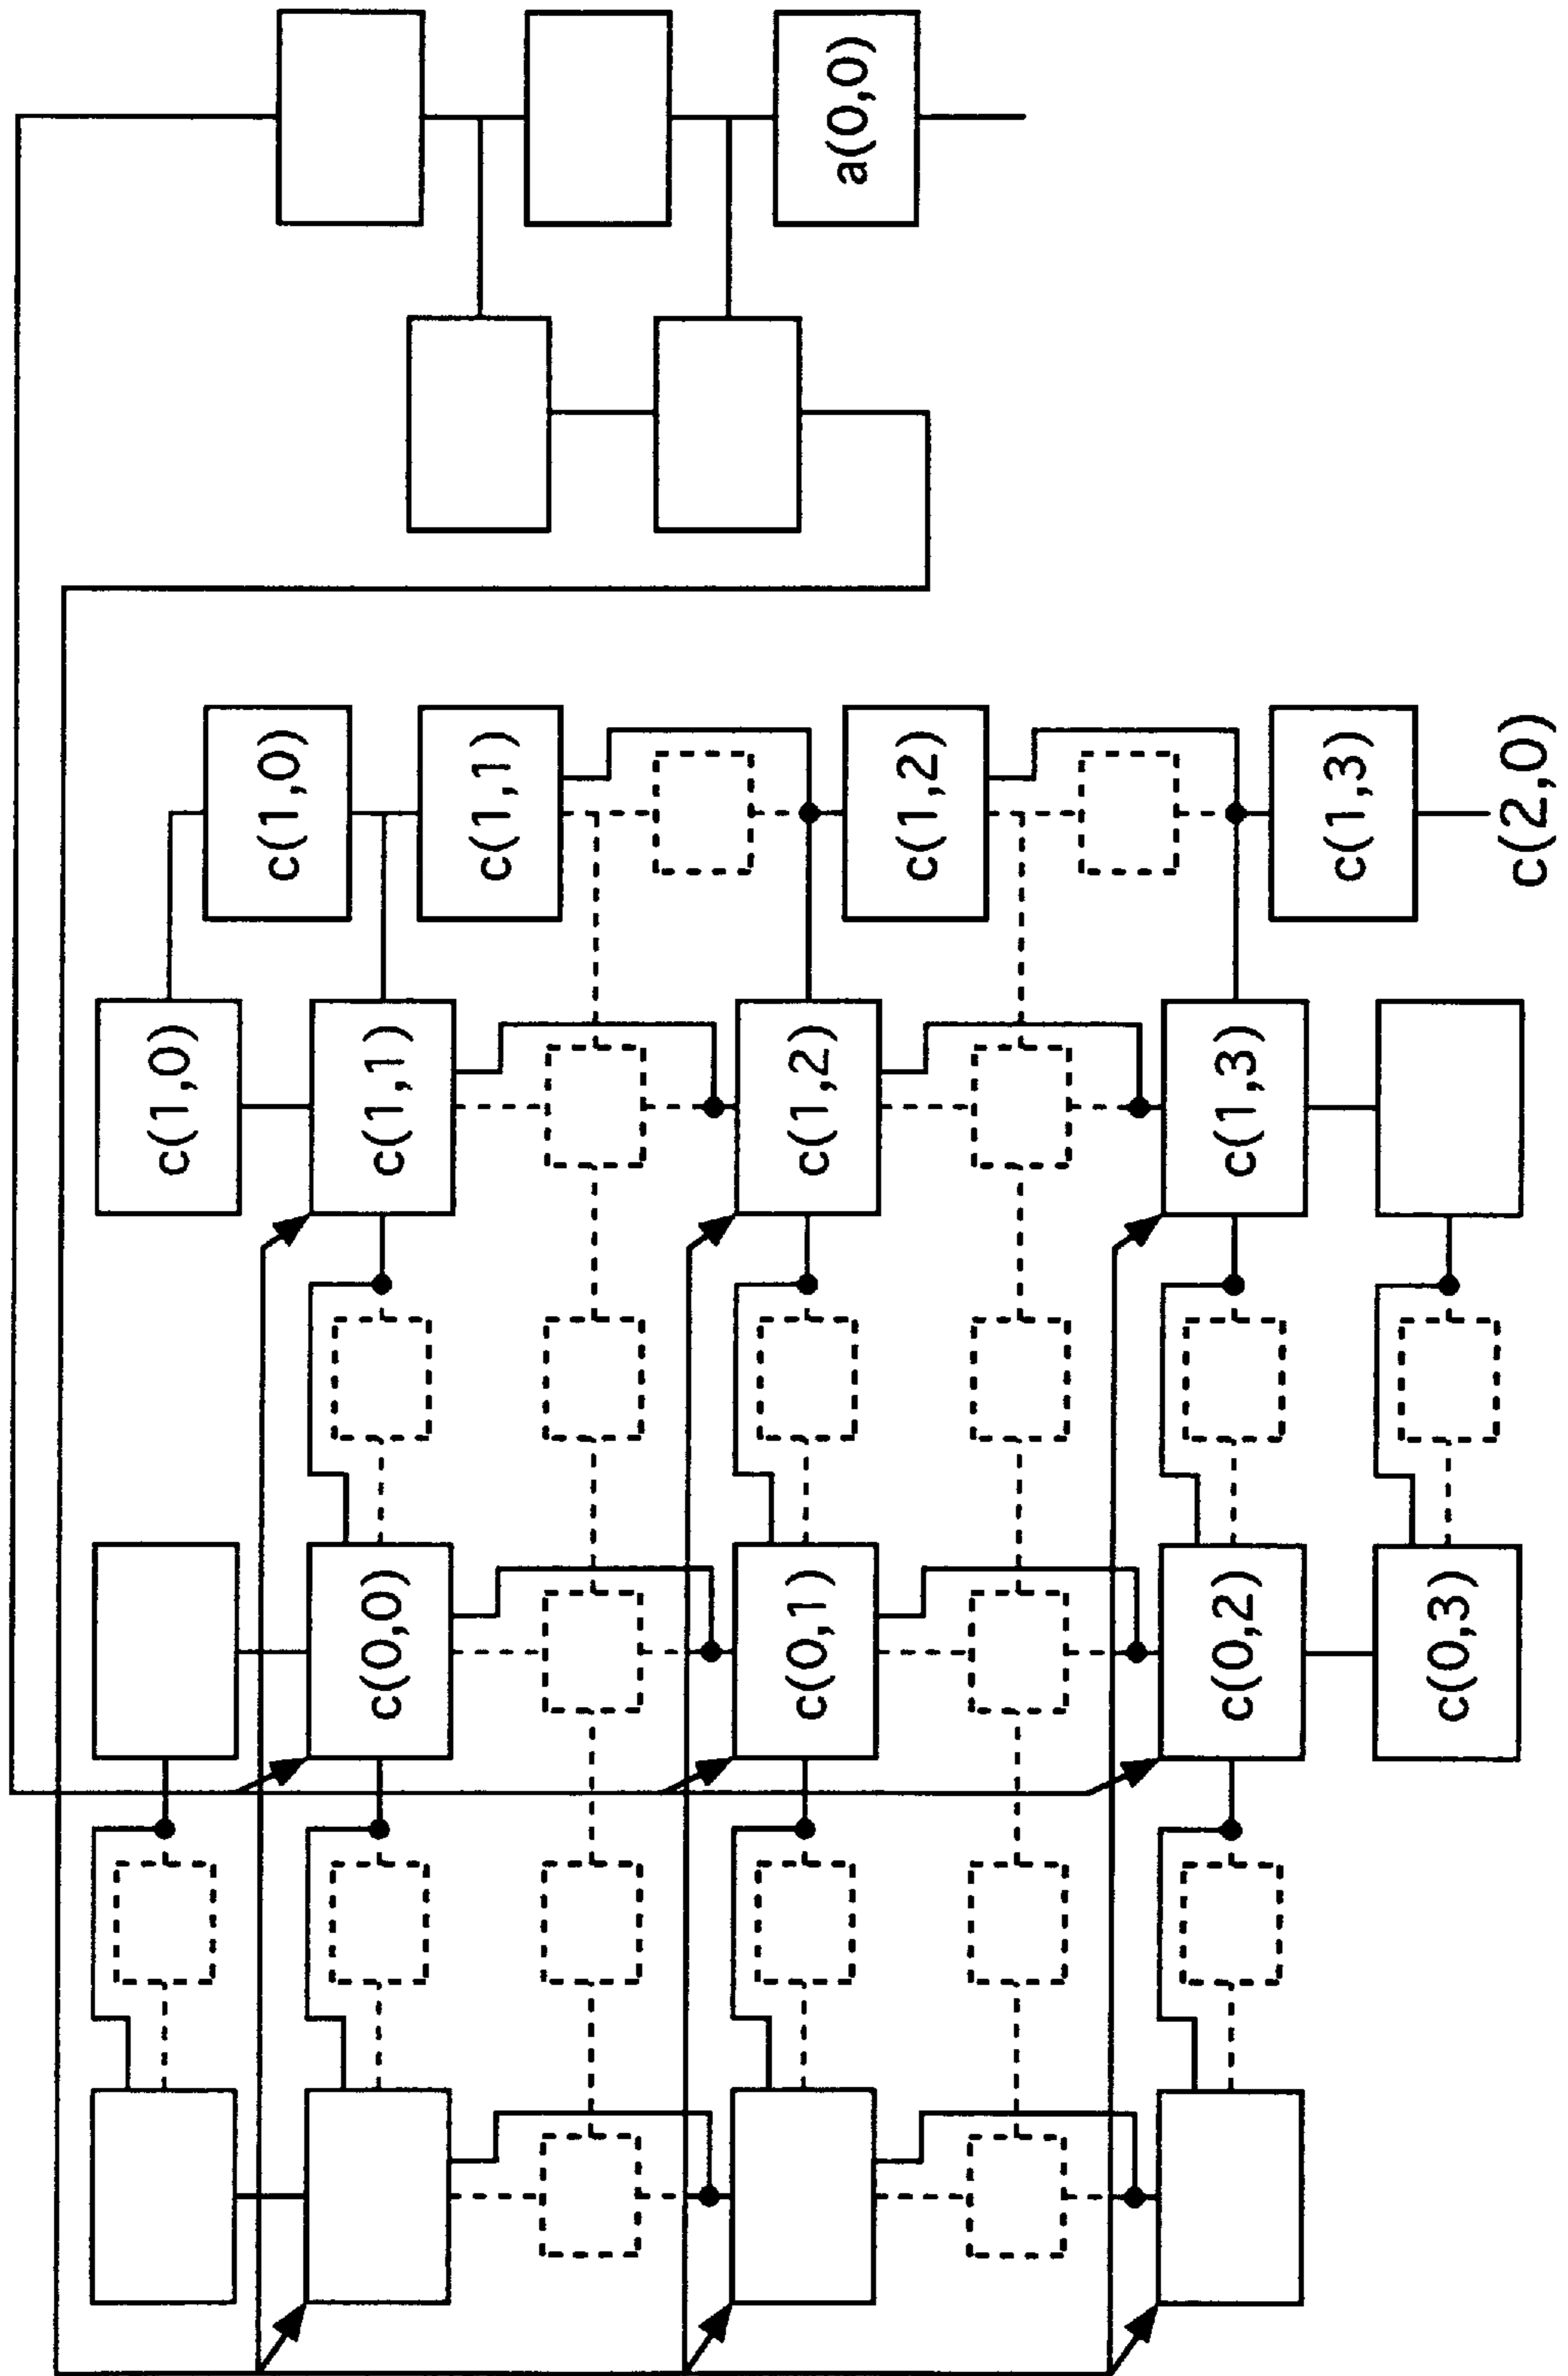 a(0,0)
c(1,0)
c(1,1)
c(1,2)
c(1,3)
c(2,0)
c(1,0)
c(1,1)
c(1,2)
c(1,3)
c(0,0)
c(0,1)
c(0,2)
c(0,3)